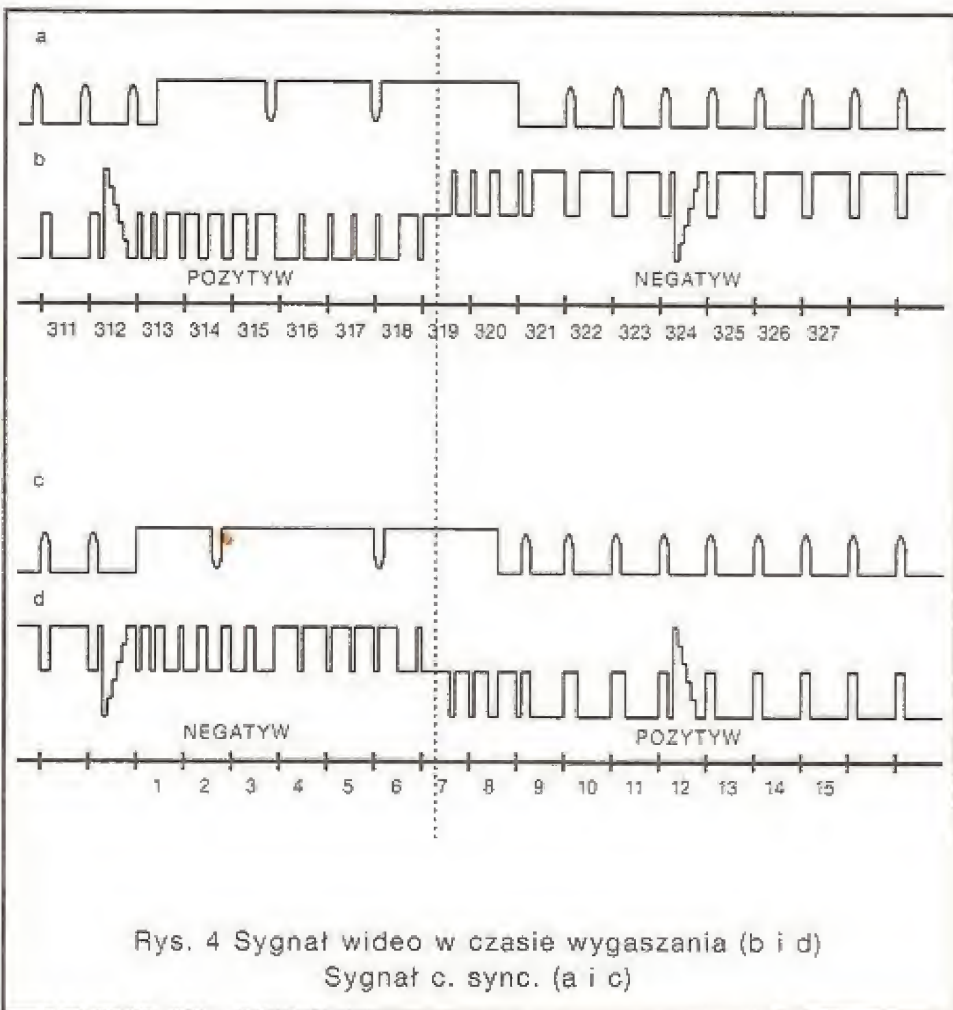 a
b
POZYTYW NEGATYW
311 312 313 314 315 316 317 318 319 320 321 322 323 324 325 326 327
c
d
NEGATYW POZYTYW
1 2 3 4 5 6 7 8 9 10 11 12 13 14 15
Rys. 4 Sygnał wideo w czasie wygaszania (b i d)
Sygnał c. sync. (a i c)